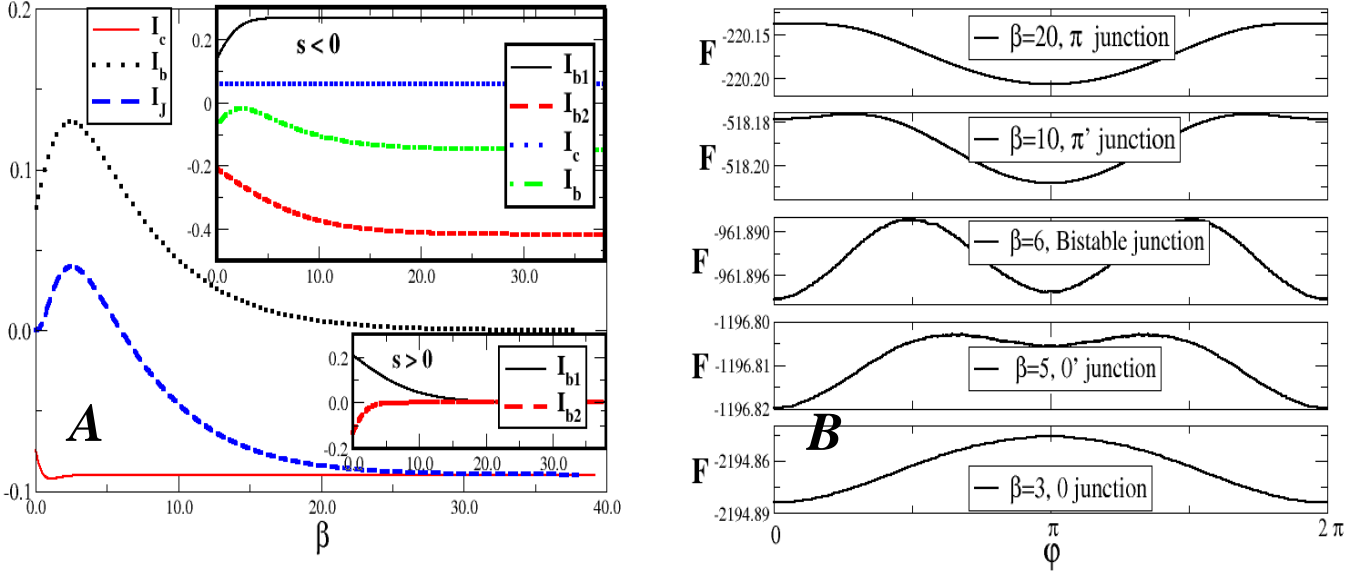 0.2
0.1
0.0
-0.1
0.0
10.0
20.0
30.0
40.0
β
A
I_c
I_b
I_J
0.2
0
-0.2
-0.4
0.0
10.0
20.0
30.0
s < 0
I_b1
I_b2
I_c
I_b
0.2
0.0
-0.2
0.0
10.0
20.0
30.0
s > 0
I_b1
I_b2
F
-220.15
-220.20
β=20, π junction
F
-518.18
-518.20
β=10, π’ junction
F
-961.890
-961.896
β=6, Bistable junction
F
-1196.80
-1196.81
-1196.82
β=5, 0’ junction
B
F
-2194.86
-2194.89
β=3, 0 junction
0
π
2 π
φ